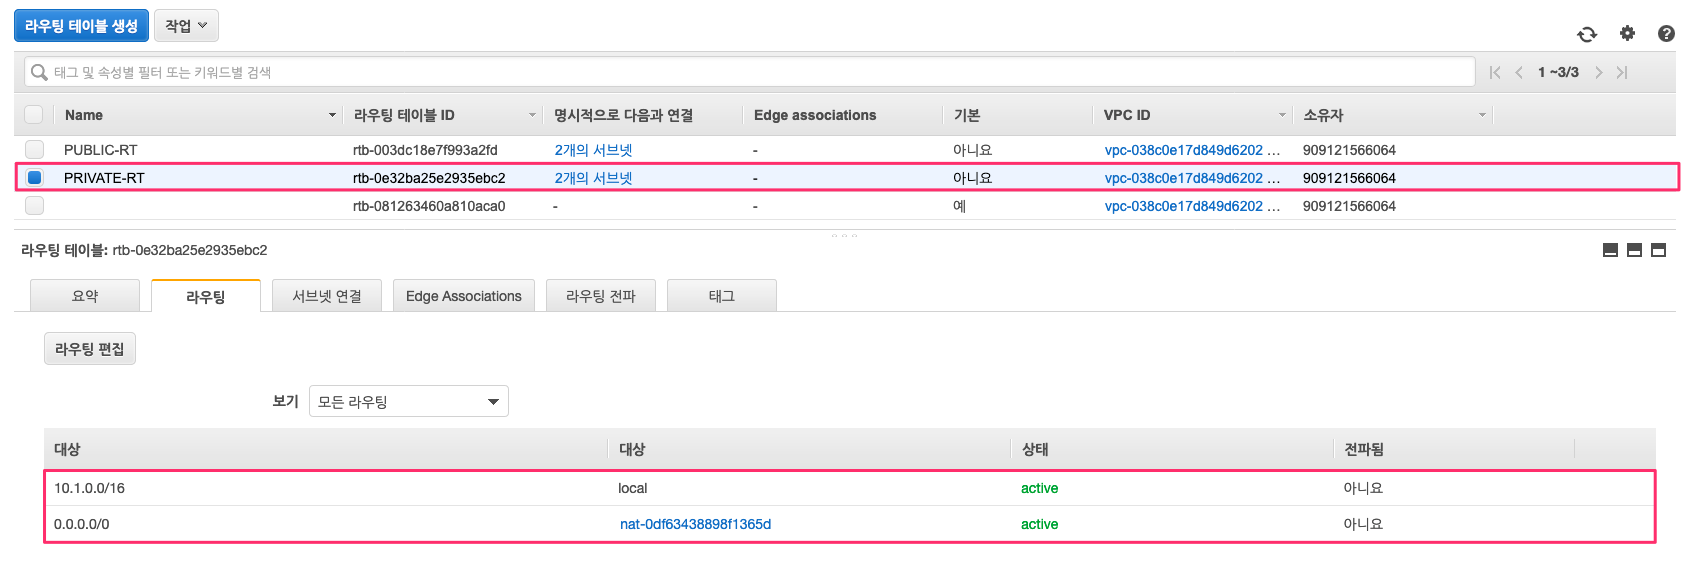 라우팅 테이블 생성 작업
태그 및 속성별 필터 또는 키워드별 검색 1 ~3/3
Name 라우팅 테이블 ID 명시적으로 다음과 연결 Edge associations 기본 VPC ID 소유자
PUBLIC-RT rtb-003dc18e7f993a2fd 2개의 서브넷 - 아니요 vpc-038c0e17d849d6202 ... 909121566064
PRIVATE-RT rtb-0e32ba25e2935ebc2 2개의 서브넷 - 아니요 vpc-038c0e17d849d6202 ... 909121566064
rtb-081263460a810aca0 - - 예 vpc-038c0e17d849d6202 ... 909121566064
라우팅 테이블: rtb-0e32ba25e2935ebc2
요약 라우팅 서브넷 연결 Edge Associations 라우팅 전파 태그
라우팅 편집
보기 모든 라우팅
대상 대상 상태 전파됨
10.1.0.0/16 local active 아니요
0.0.0.0/0 nat-0df63438898f1365d active 아니요